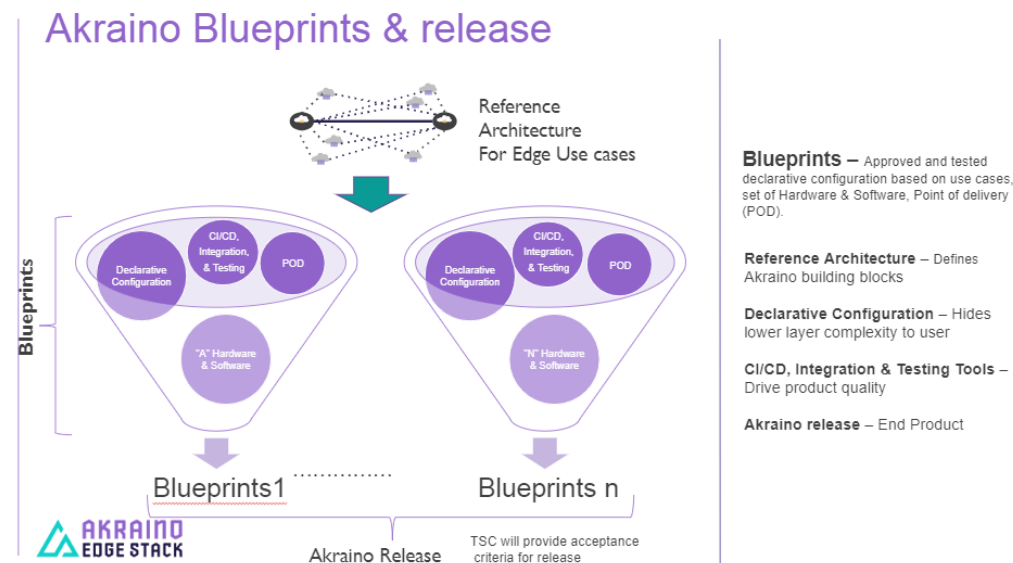 Akraino Blueprints & release
Reference
Architecture
For Edge Use cases
Blueprints
Declarative
Configuration
CI/CD,
Integration,
& Testing
POD
"A" Hardware
& Software
Declarative
Configuration
CI/CD,
Integration,
& Testing
POD
"N" Hardware
& Software
Blueprints1
Blueprints n
Akraino Release
TSC will provide acceptance
criteria for release
AKRAINO
EDGE STACK
Blueprints – Approved and tested
declarative configuration based on use cases,
set of Hardware & Software, Point of delivery
(POD).
Reference Architecture – Defines
Akraino building blocks
Declarative Configuration – Hides
lower layer complexity to user
CI/CD, Integration & Testing Tools –
Drive product quality
Akraino release – End Product